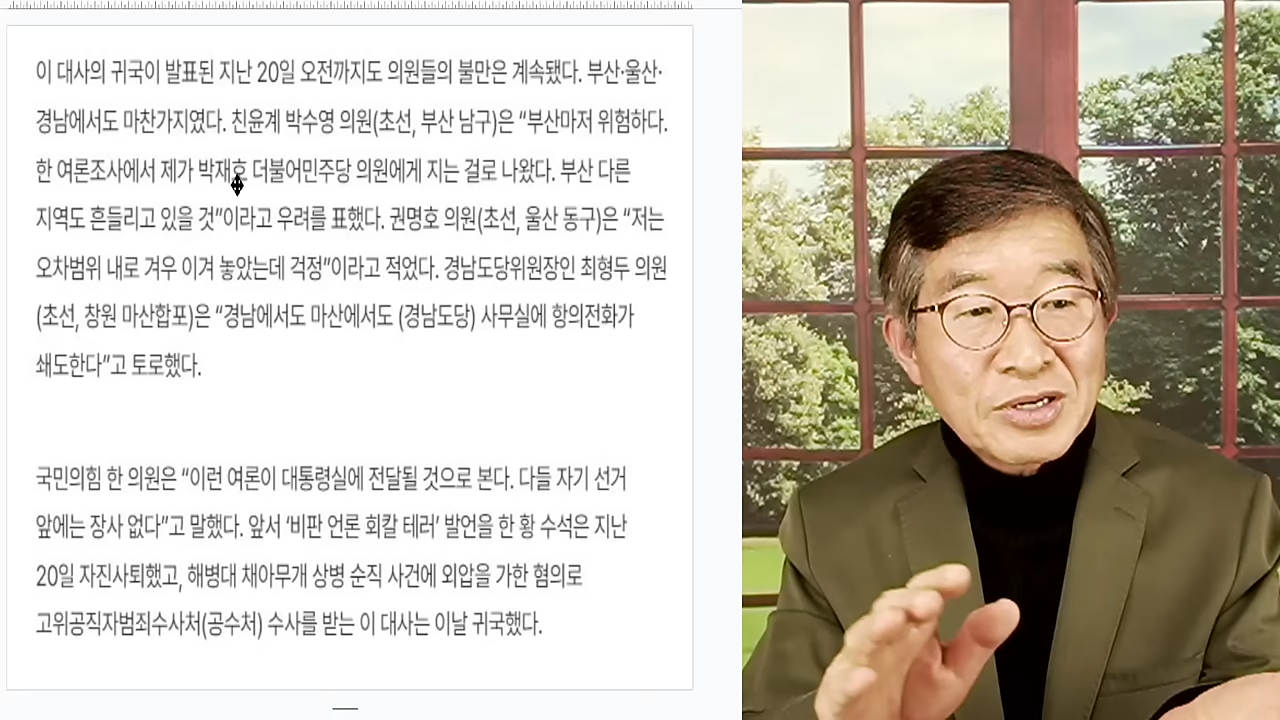 이 대사의 귀국이 발표된 지난 20일 오전까지도 의원들의 불만은 계속됐다. 부산·울산·
경남에서도 마찬가지였다. 친윤계 박수영 의원(초선, 부산 남구)은 “부산마저 위험하다.
한 여론조사에서 제가 박재호 더불어민주당 의원에게 지는 걸로 나왔다. 부산 다른
지역도 흔들리고 있을 것”이라고 우려를 표했다. 권명호 의원(초선, 울산 동구)은 “저는
오차범위 내로 겨우 이겨 놓았는데 걱정”이라고 적었다. 경남도당위원장인 최형두 의원
(초선, 창원 마산합포)은 “경남에서도 마산에서도 (경남도당) 사무실에 항의전화가
쇄도한다”고 토로했다.
국민의힘 한 의원은 “이런 여론이 대통령실에 전달될 것으로 본다. 다들 자기 선거
앞에는 장사 없다”고 말했다. 앞서 ‘비판 언론 회칼 테러’ 발언을 한 황 수석은 지난
20일 자진사퇴했고, 해병대 채아무개 상병 순직 사건에 외압을 가한 혐의로
고위공직자범죄수사처(공수처) 수사를 받는 이 대사는 이날 귀국했다.